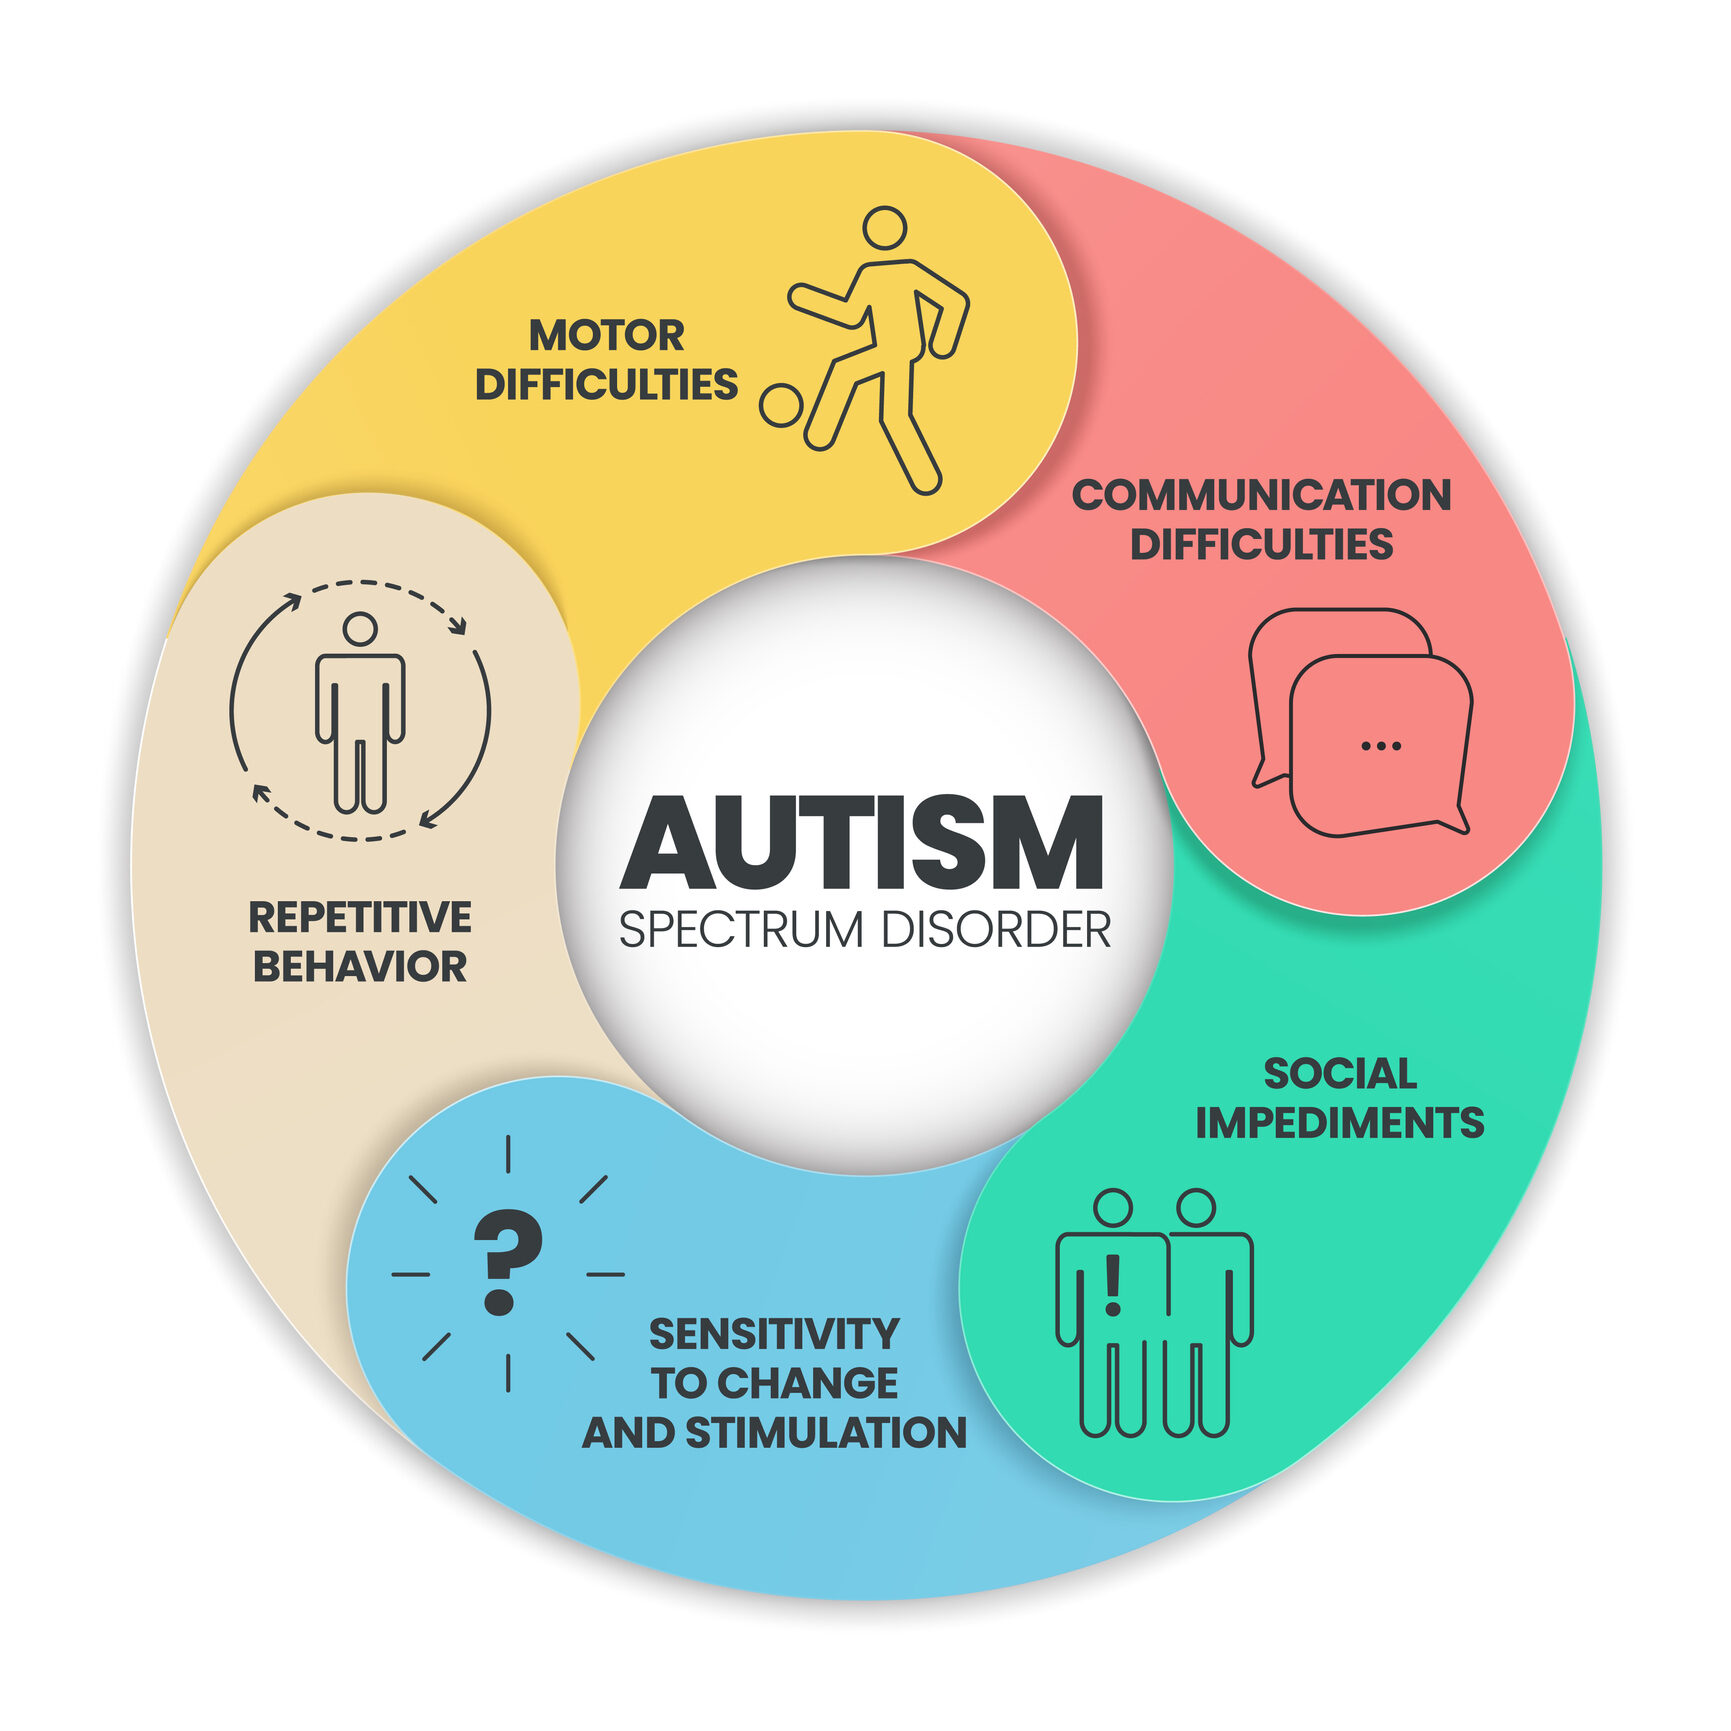 MOTOR
DIFFICULTIES
COMMUNICATION
DIFFICULTIES
AUTISM
SPECTRUM DISORDER
REPETITIVE
BEHAVIOR
SOCIAL
IMPEDIMENTS
?
!
SENSITIVITY
TO CHANGE
AND STIMULATION